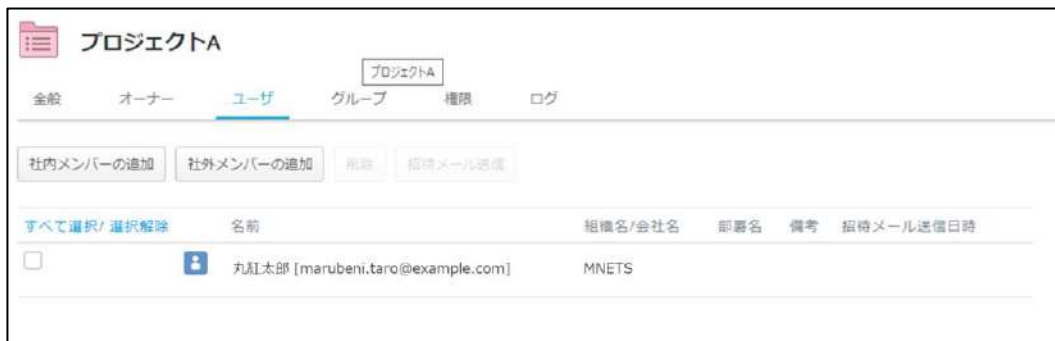 プロジェクトA
プロジェクトA
全般 オーナー ユーザ グループ 権限 ログ
社内メンバーの追加 社外メンバーの追加 削除 招待メール送信
すべて選択/ 選択解除 名前 組織名/会社名 部署名 備考 招待メール送信日時
丸紅太郎 [marubeni.taro@example.com] MNETS